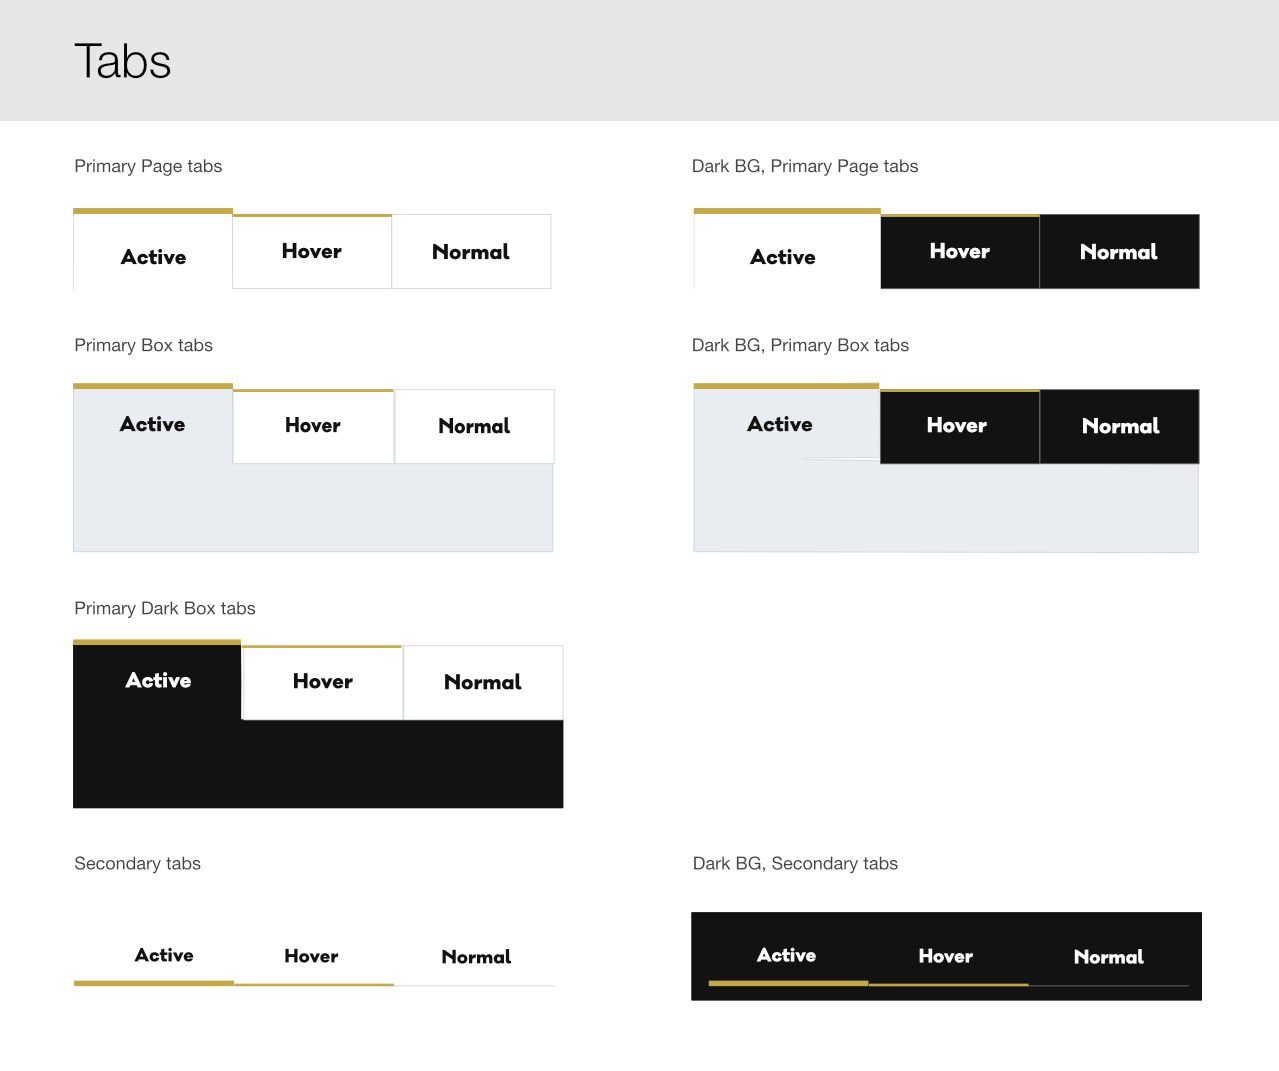 Tabs
Primary Page tabs
Active Hover Normal
Dark BG, Primary Page tabs
Active Hover Normal
Primary Box tabs
Active Hover Normal
Dark BG, Primary Box tabs
Active Hover Normal
Primary Dark Box tabs
Active Hover Normal
Secondary tabs
Active Hover Normal
Dark BG, Secondary tabs
Active Hover Normal